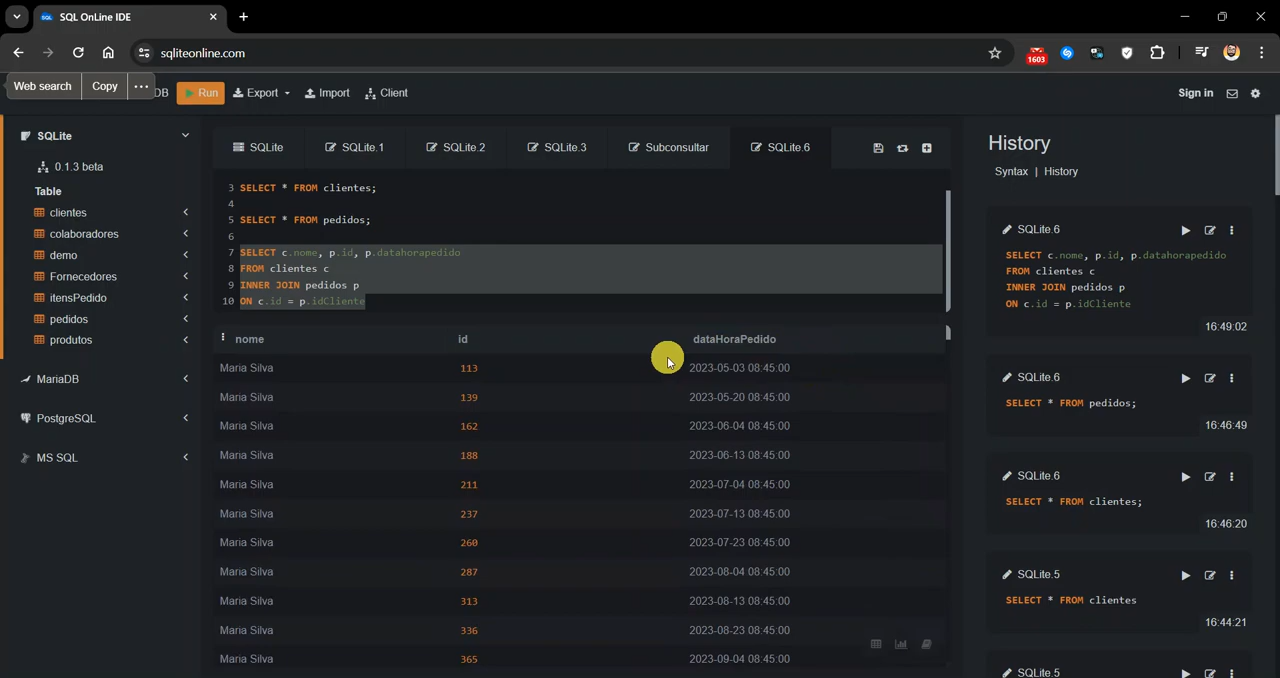 SQL OnLine IDE
sqliteonline.com
1603
Web search
Copy
DB
Run
Export
Import
Client
Sign in
SQLite
0.1.3 beta
Table
clientes
colaboradores
demo
Fornecedores
itensPedido
pedidos
produtos
MariaDB
PostgreSQL
MS SQL
SQLite
SQLite.1
SQLite.2
SQLite.3
Subconsultar
SQLite.6
3 SELECT * FROM clientes;
4
5 SELECT * FROM pedidos;
6
7 SELECT c.nome, p.id, p.datahorapedido
8 FROM clientes c
9 INNER JOIN pedidos p
10 ON c.id = p.idCliente
nome id dataHoraPedido
Maria Silva 113 2023-05-03 08:45:00
Maria Silva 139 2023-05-20 08:45:00
Maria Silva 162 2023-06-04 08:45:00
Maria Silva 188 2023-06-13 08:45:00
Maria Silva 211 2023-07-04 08:45:00
Maria Silva 237 2023-07-13 08:45:00
Maria Silva 260 2023-07-23 08:45:00
Maria Silva 287 2023-08-04 08:45:00
Maria Silva 313 2023-08-13 08:45:00
Maria Silva 336 2023-08-23 08:45:00
Maria Silva 365 2023-09-04 08:45:00
History
Syntax | History
SQLite.6
SELECT c.nome, p.id, p.datahorapedido
FROM clientes c
INNER JOIN pedidos p
ON c.id = p.idCliente
16:49:02
SQLite.6
SELECT * FROM pedidos;
16:46:49
SQLite.6
SELECT * FROM clientes;
16:46:20
SQLite.5
SELECT * FROM clientes
16:44:21
SQLite.5